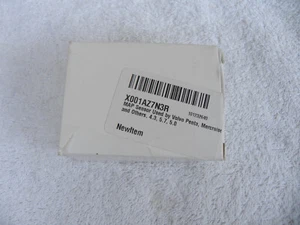 X001AZ7N3R
MAP Sensor Used by Volvo Penta, Mercruiser
and Others. 4.3, 5.7, 5.0
NewItem